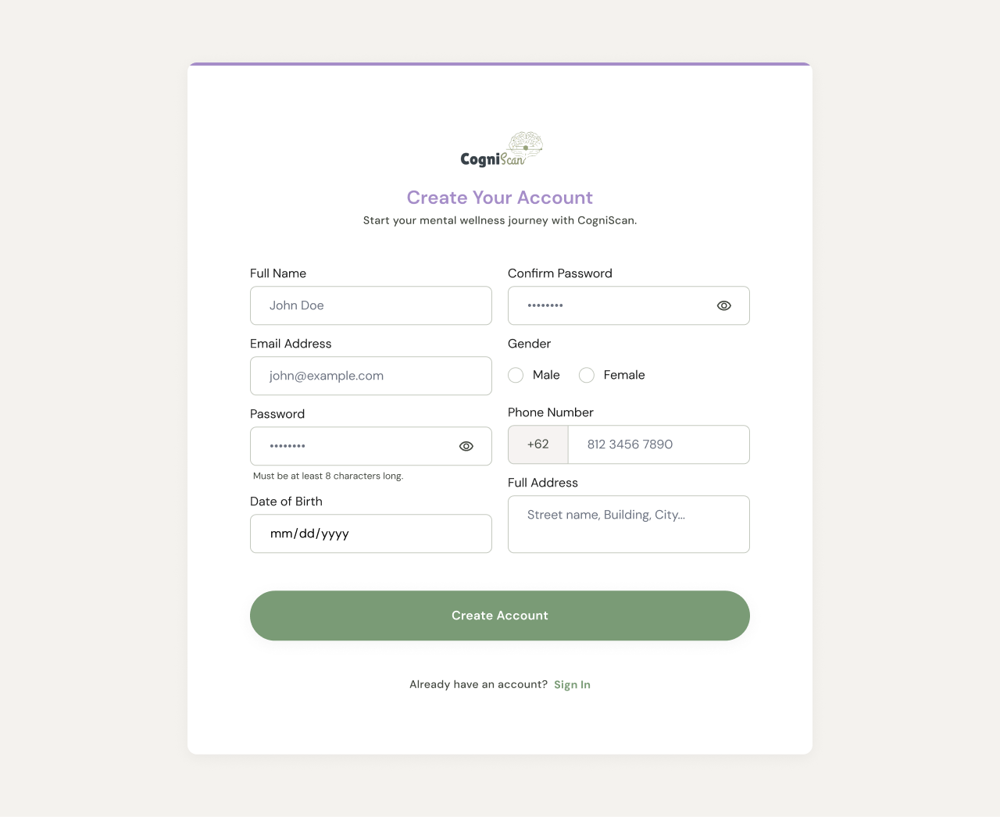 CogniScan
Create Your Account
Start your mental wellness journey with CogniScan.
Full Name
John Doe
Email Address
john@example.com
Password
••••••••
Must be at least 8 characters long.
Date of Birth
mm/dd/yyyy
Confirm Password
••••••••
Gender
Male Female
Phone Number
+62 812 3456 7890
Full Address
Street name, Building, City...
Create Account
Already have an account? Sign In